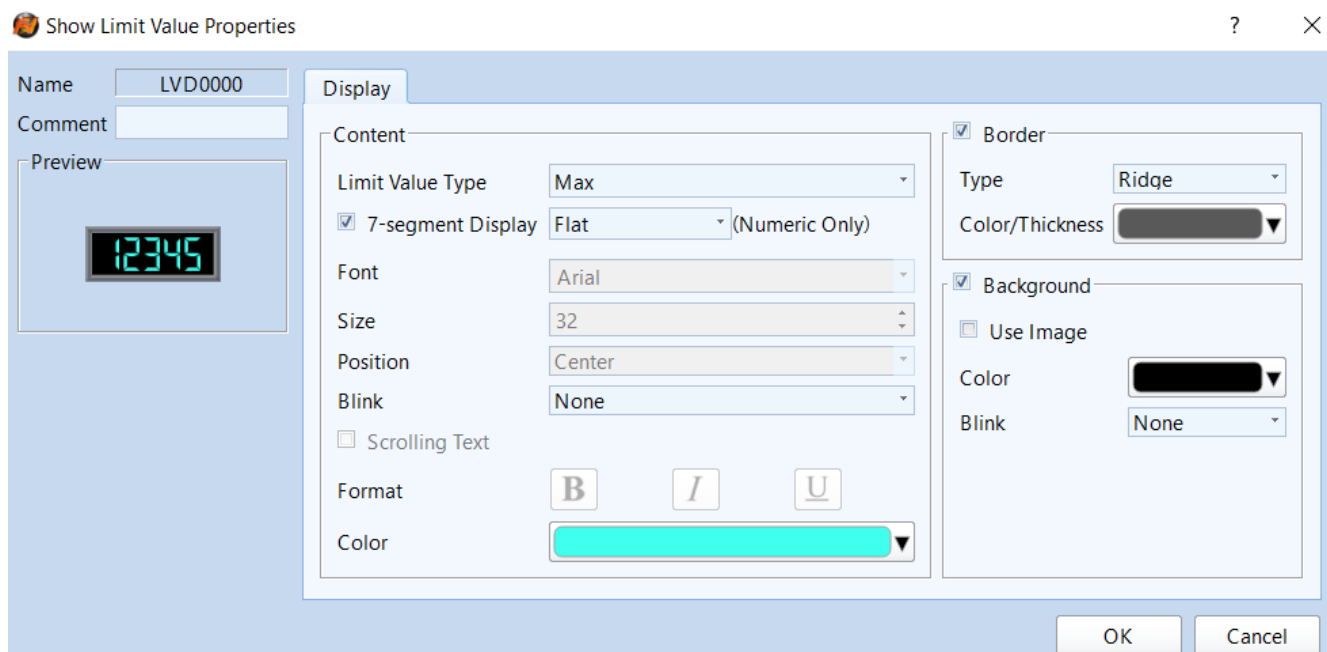 Show Limit Value Properties
?
Name LVD0000
Comment
Preview
12345
Display
Content
Limit Value Type Max
7-segment Display Flat (Numeric Only)
Font Arial
Size 32
Position Center
Blink None
Scrolling Text
Format B I U
Color
Border
Type Ridge
Color/Thickness
Background
Use Image
Color
Blink None
OK Cancel